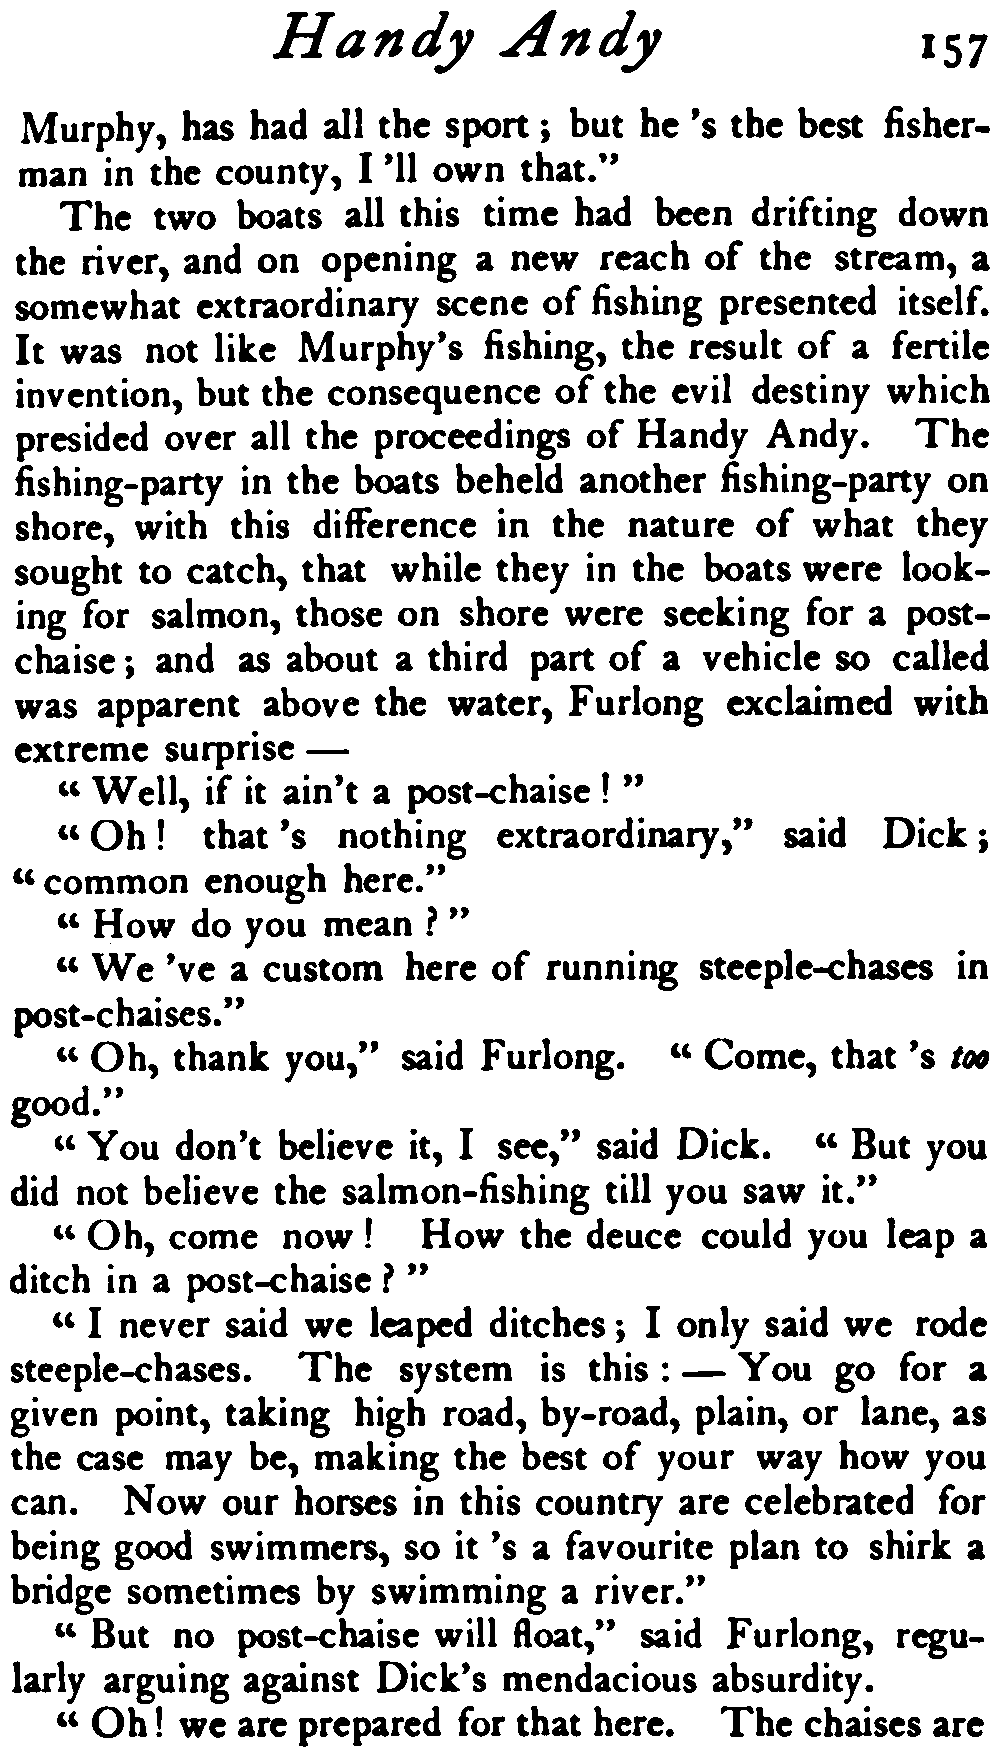 Handy Andy 157
Murphy, has had all the sport; but he 's the best fisher-
man in the county, I 'll own that."
The two boats all this time had been drifting down
the river, and on opening a new reach of the stream, a
somewhat extraordinary scene of fishing presented itself.
It was not like Murphy's fishing, the result of a fertile
invention, but the consequence of the evil destiny which
presided over all the proceedings of Handy Andy. The
fishing-party in the boats beheld another fishing-party on
shore, with this difference in the nature of what they
sought to catch, that while they in the boats were look-
ing for salmon, those on shore were seeking for a post-
chaise; and as about a third part of a vehicle so called
was apparent above the water, Furlong exclaimed with
extreme surprise —
"Well, if it ain't a post-chaise!"
"Oh! that 's nothing extraordinary," said Dick;
"common enough here."
"How do you mean?"
"We 've a custom here of running steeple-chases in
post-chaises."
"Oh, thank you," said Furlong. "Come, that 's too
good."
"You don't believe it, I see," said Dick. "But you
did not believe the salmon-fishing till you saw it."
"Oh, come now! How the deuce could you leap a
ditch in a post-chaise?"
"I never said we leaped ditches; I only said we rode
steeple-chases. The system is this: — You go for a
given point, taking high road, by-road, plain, or lane, as
the case may be, making the best of your way how you
can. Now our horses in this country are celebrated for
being good swimmers, so it 's a favourite plan to shirk a
bridge sometimes by swimming a river."
"But no post-chaise will float," said Furlong, regu-
larly arguing against Dick's mendacious absurdity.
"Oh! we are prepared for that here. The chaises are